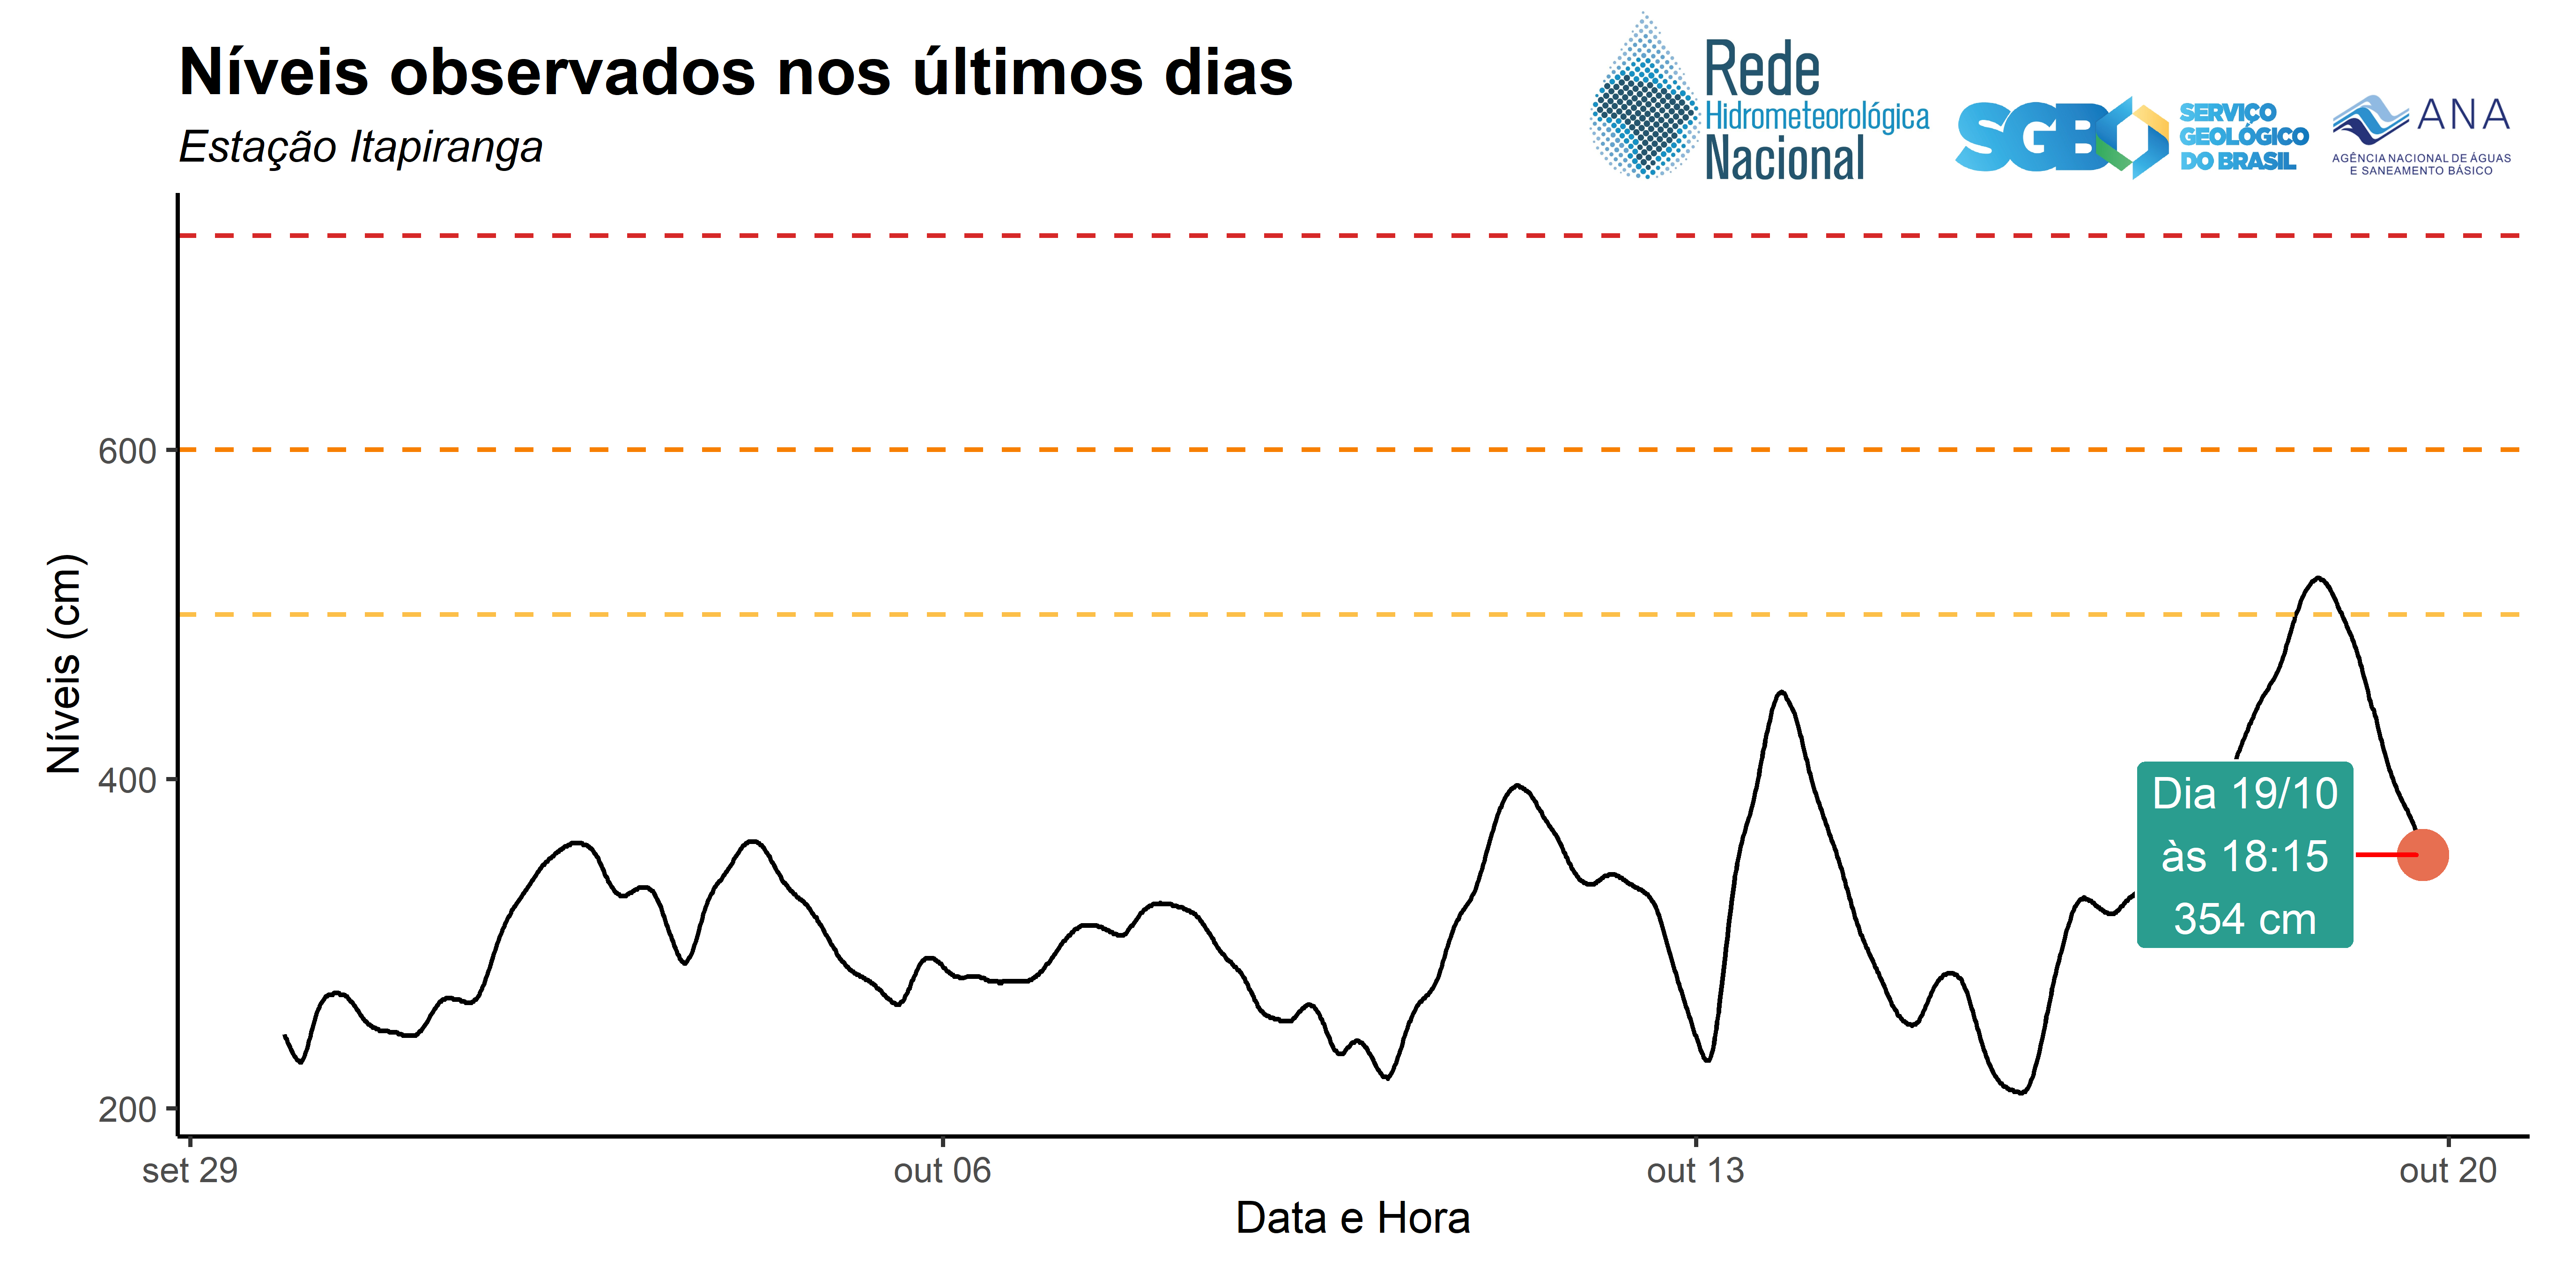 Níveis observados nos últimos dias
Estação Itapiranga
Rede
Hidrometeorológica
Nacional
SGB
SERVIÇO
GEOLÓGICO
DO BRASIL
ANA
AGÊNCIA NACIONAL DE ÁGUAS
E SANEAMENTO BÁSICO
Níveis (cm)
600
400
200
Dia 19/10
às 18:15
354 cm
set 29
out 06
out 13
out 20
Data e Hora